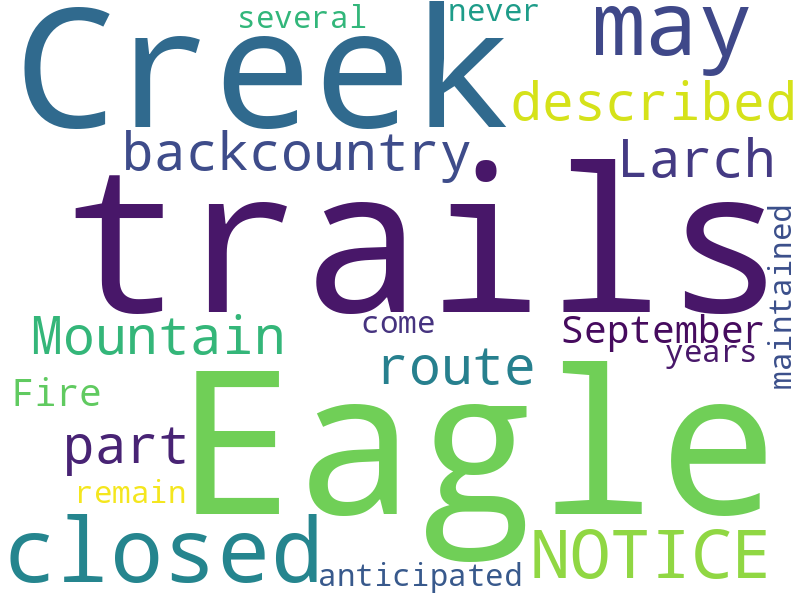 several never
Creek may
described
backcountry Larch
trails
maintained
Mountain come September
years
route
Fire
Eagle
part
remain
closed NOTICE
anticipated